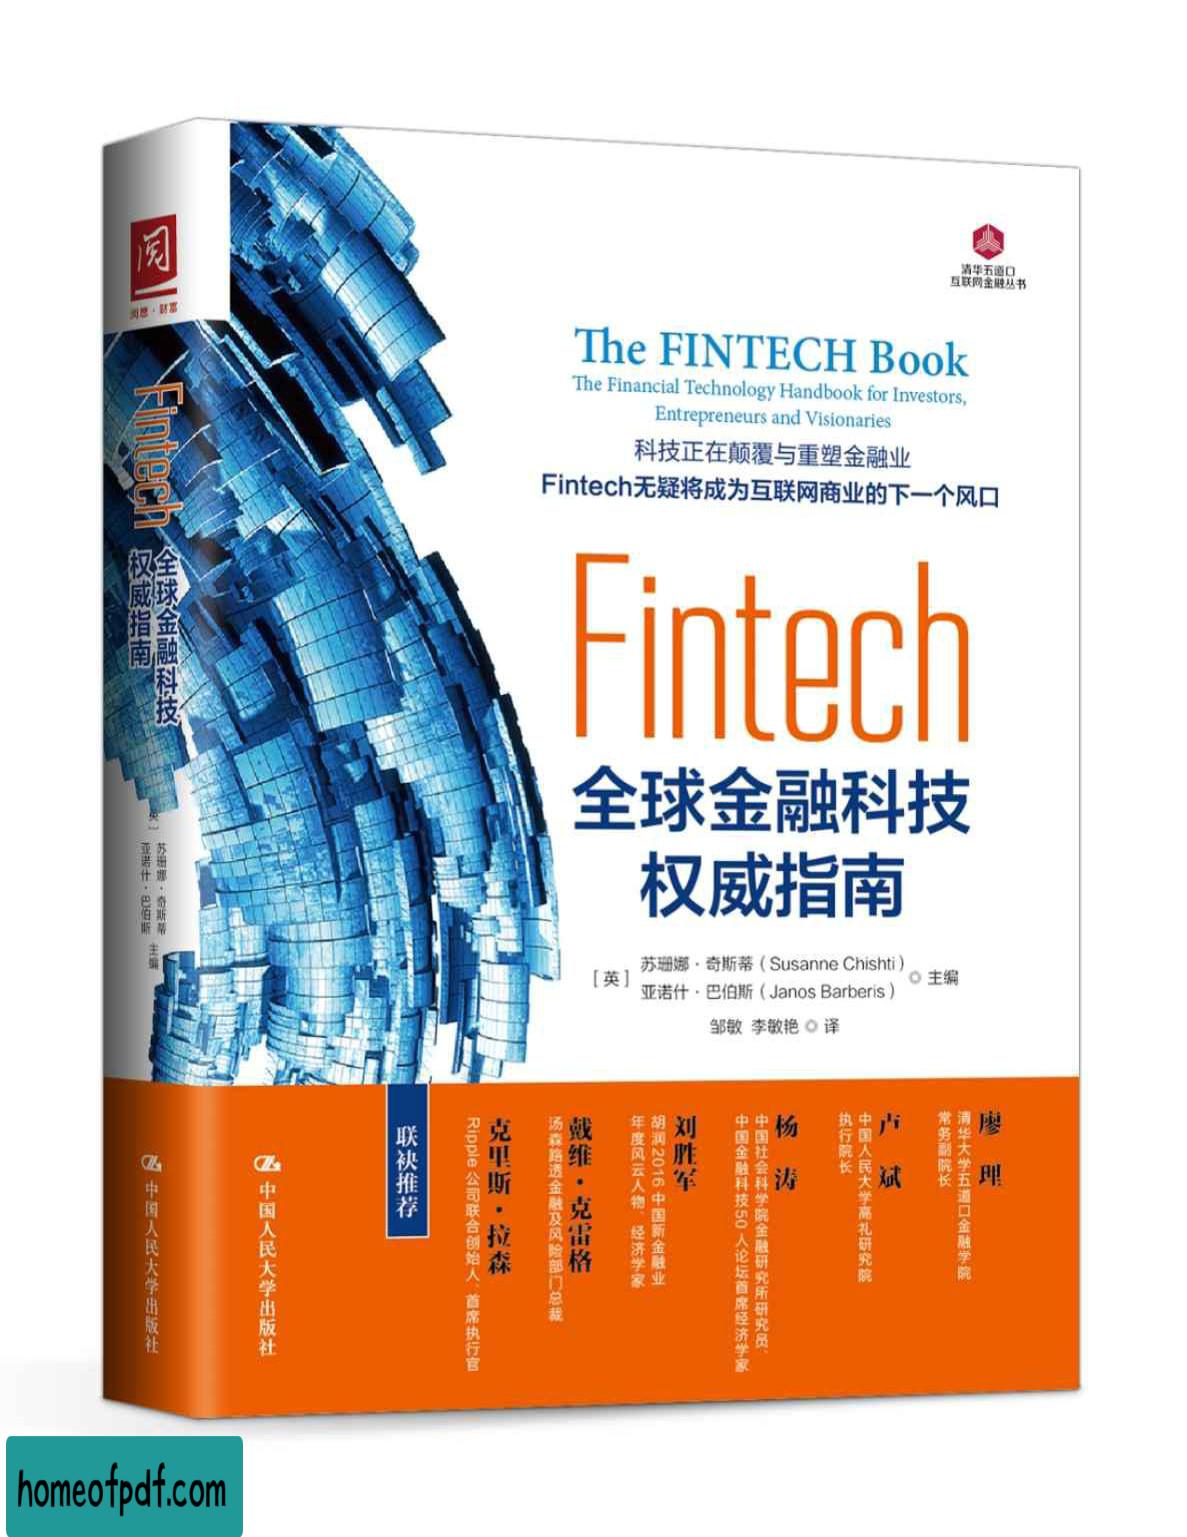 阅
阅想·财富
Fintech
全球金融科技
权威指南
英]
苏珊娜·奇斯蒂
亚诺什·巴伯斯
主编
中国人民大学出版社
清华五道口
互联网金融丛书
The FINTECH Book
The Financial Technology Handbook for Investors,
Entrepreneurs and Visionaries
科技正在颠覆与重塑金融业
Fintech无疑将成为互联网商业的下一个风口
Fintech
全球金融科技
权威指南
[英]
苏珊娜·奇斯蒂(Susanne Chishti)
亚诺什·巴伯斯(Janos Barberis)
◎ 主编
邹敏 李敏艳 ◎ 译
廖理
清华大学五道口金融学院
常务副院长
卢斌
中国人民大学高礼研究院
执行院长
杨涛
中国社会科学院金融研究所研究员、
中国金融科技50人论坛首席经济学家
刘胜军
胡润2016中国新金融业
年度风云人物、经济学家
戴维·克雷格
汤森路透金融及风险部门总裁
克里斯·拉森
Ripple公司联合创始人、首席执行官
联袂推荐
中国人民大学出版社
homeofpdf.com